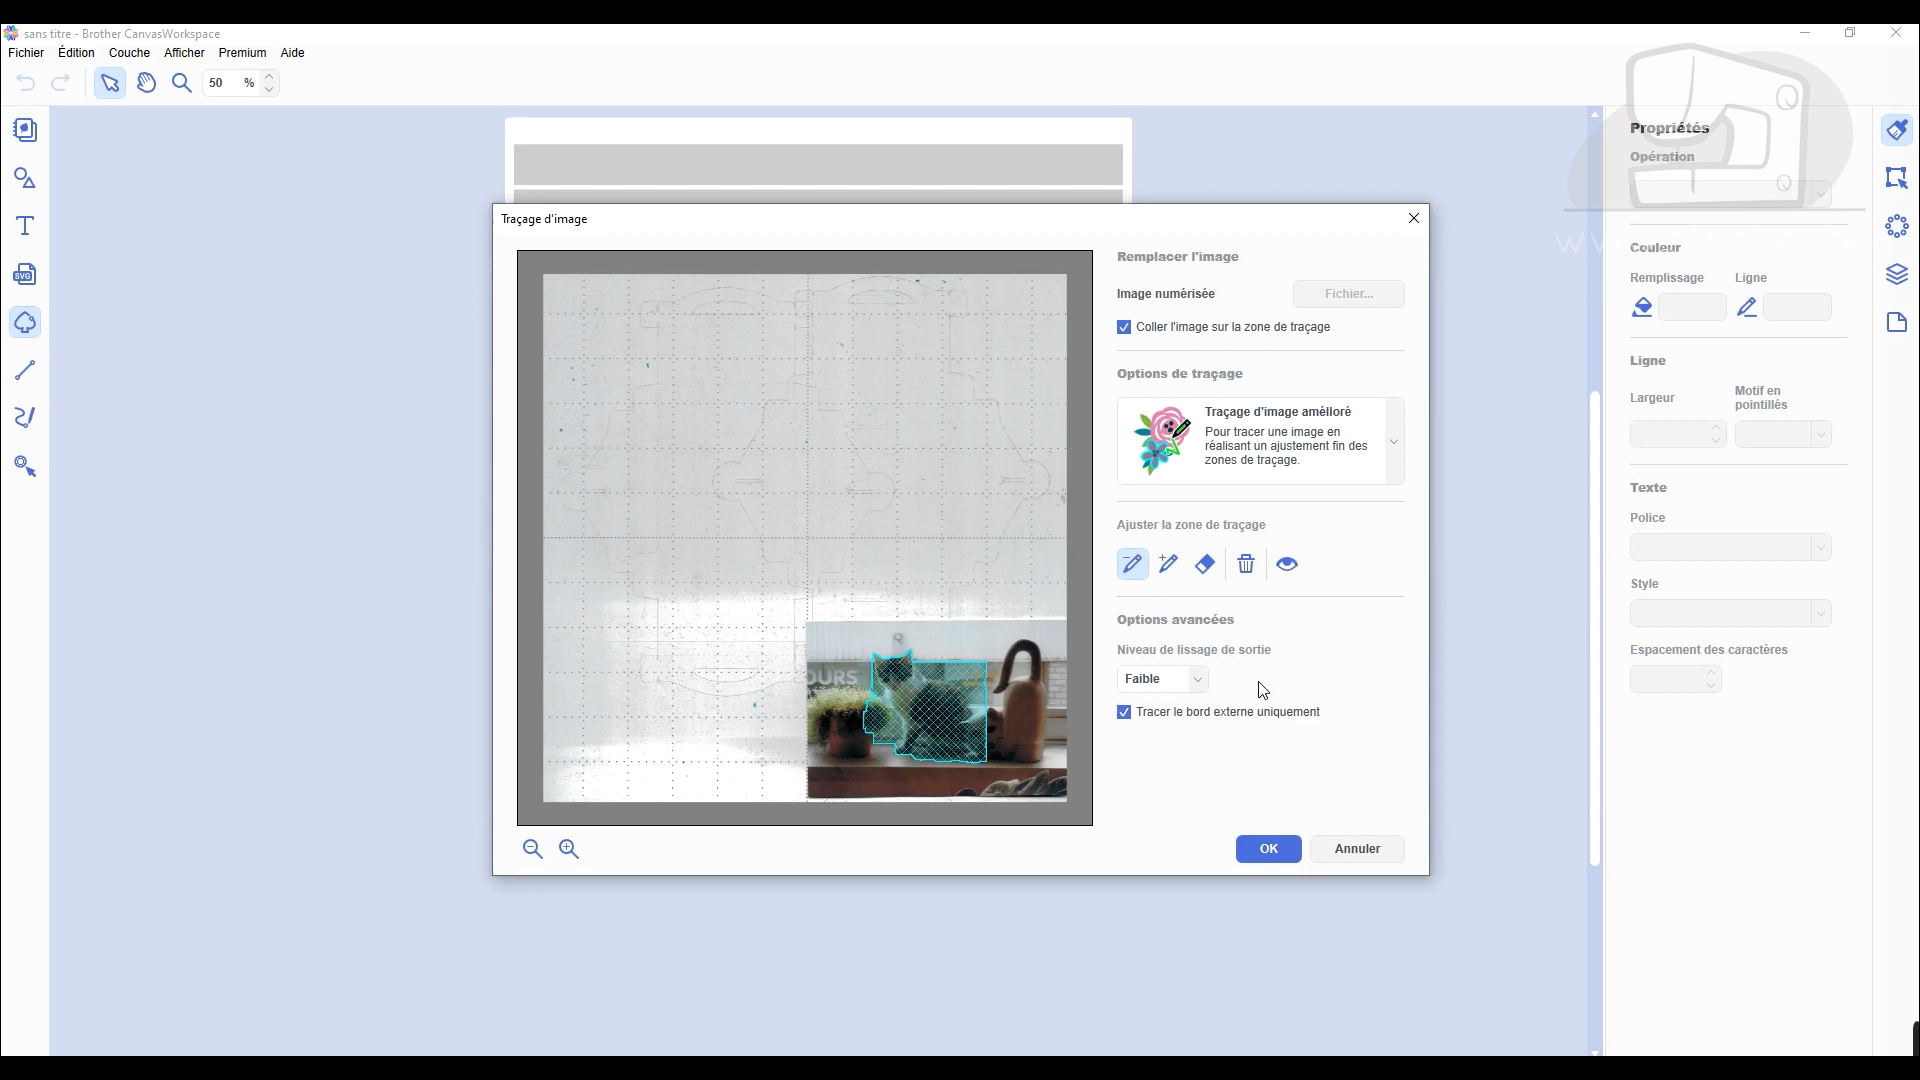 sans titre - Brother CanvasWorkspace
Fichier Édition Couche Afficher Premium Aide
50 %
Traçage d'image
Remplacer l'image
Image numérisée
Fichier...
Coller l'image sur la zone de traçage
Options de traçage
Traçage d'image amélloré
Pour tracer une image en
réalisant un ajustement fin des
zones de traçage.
Ajuster la zone de traçage
Options avancées
Niveau de lissage de sortie
Faible
Tracer le bord externe uniquement
OK
Annuler
OURS
SVG
Propriétés
Opération
Couleur
Remplissage
Ligne
Ligne
Largeur
Motif en
pointillés
Texte
Police
Style
Espacement des caractères